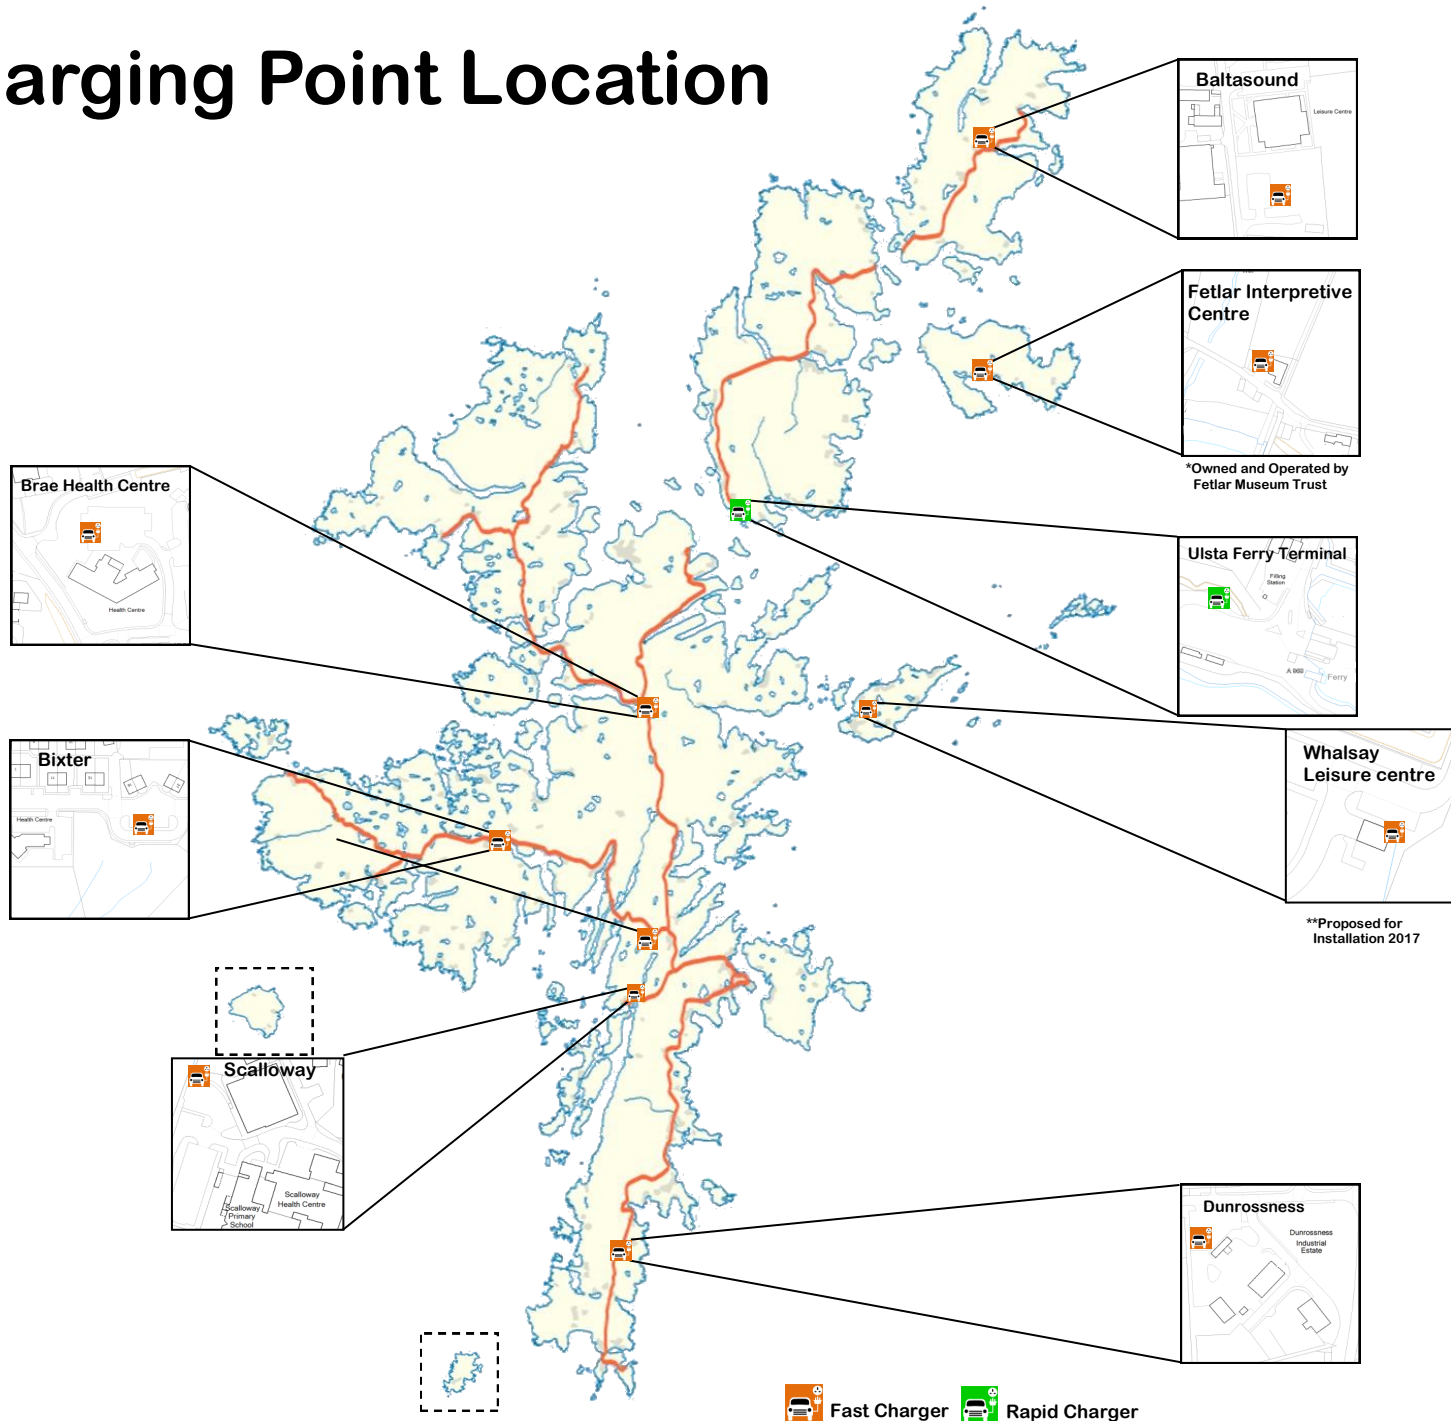 arging Point Location
Baltasound
Leisure Centre
Fetlar Interpretive
Centre
*Owned and Operated by
Fetlar Museum Trust
Brae Health Centre
Health Centre
Ulsta Ferry Terminal
Filling
Station
A 968
Ferry
Bixter
Health Centre
Whalsay
Leisure centre
**Proposed for
Installation 2017
Scalloway
Scalloway
Health Centre
Scalloway
Primary
School
Dunrossness
Dunrossness
Industrial
Estate
Fast Charger
Rapid Charger